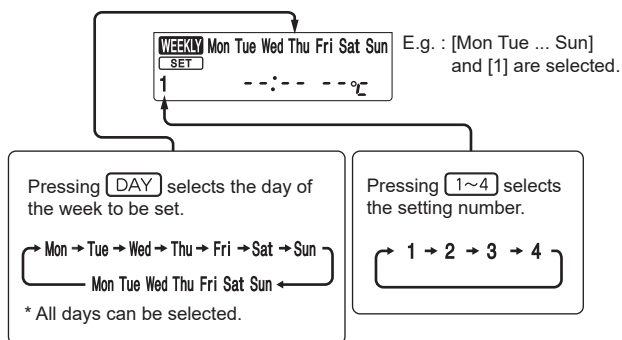 WEEKLY Mon Tue Wed Thu Fri Sat Sun
SET
1 --:-- --°C
E.g. : [Mon Tue ... Sun]
and [1] are selected.
Pressing DAY selects the day of
the week to be set.
Mon → Tue → Wed → Thu → Fri → Sat → Sun
Mon Tue Wed Thu Fri Sat Sun
* All days can be selected.
Pressing 1~4 selects
the setting number.
1 → 2 → 3 → 4